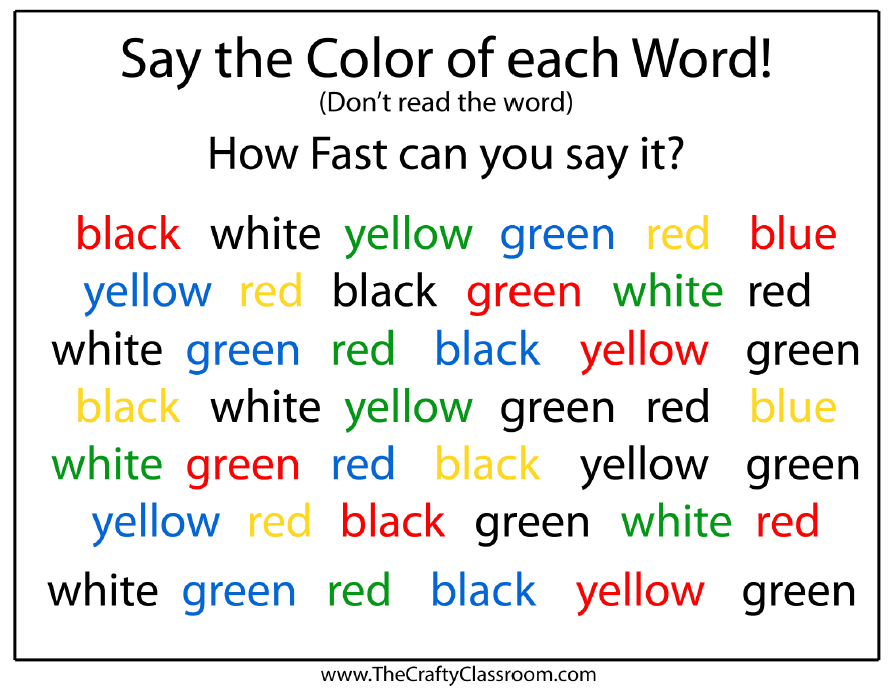 Say the Color of each Word!
(Don't read the word)
How Fast can you say it?
black white yellow green red blue
yellow red black green white red
white green red black yellow green
black white yellow green red blue
white green red black yellow green
yellow red black green white red
white green red black yellow green
www.TheCraftyClassroom.com